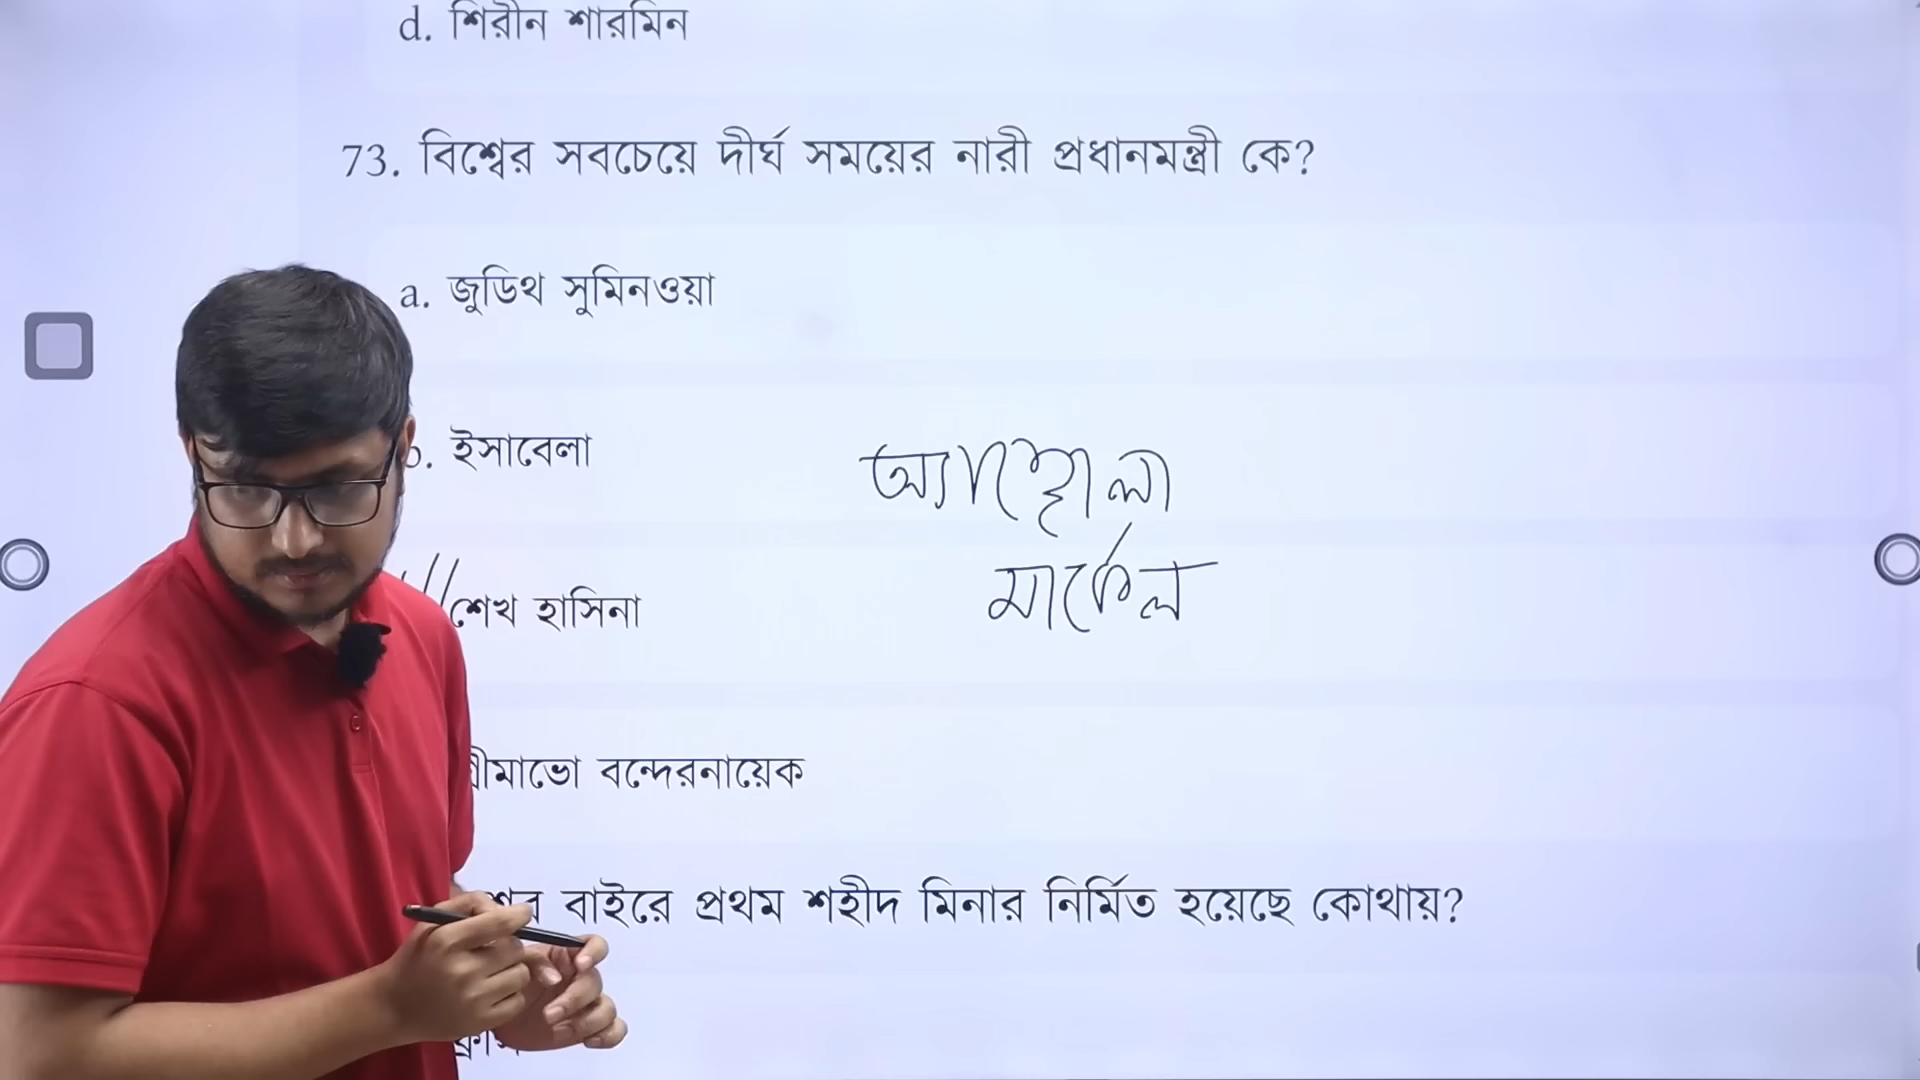 d. শিরীন শারমিন
73. বিশ্বের সবচেয়ে দীর্ঘ সময়ের নারী প্রধানমন্ত্রী কে?
a. জুডিথ সুমিনওয়া
b. ইসাবেলা
অ্যাঙ্গেলা
মার্কেল
শেখ হাসিনা
শ্রীমাভো বন্দেরনায়েক
বাইরে প্রথম শহীদ মিনার নির্মিত হয়েছে কোথায়?